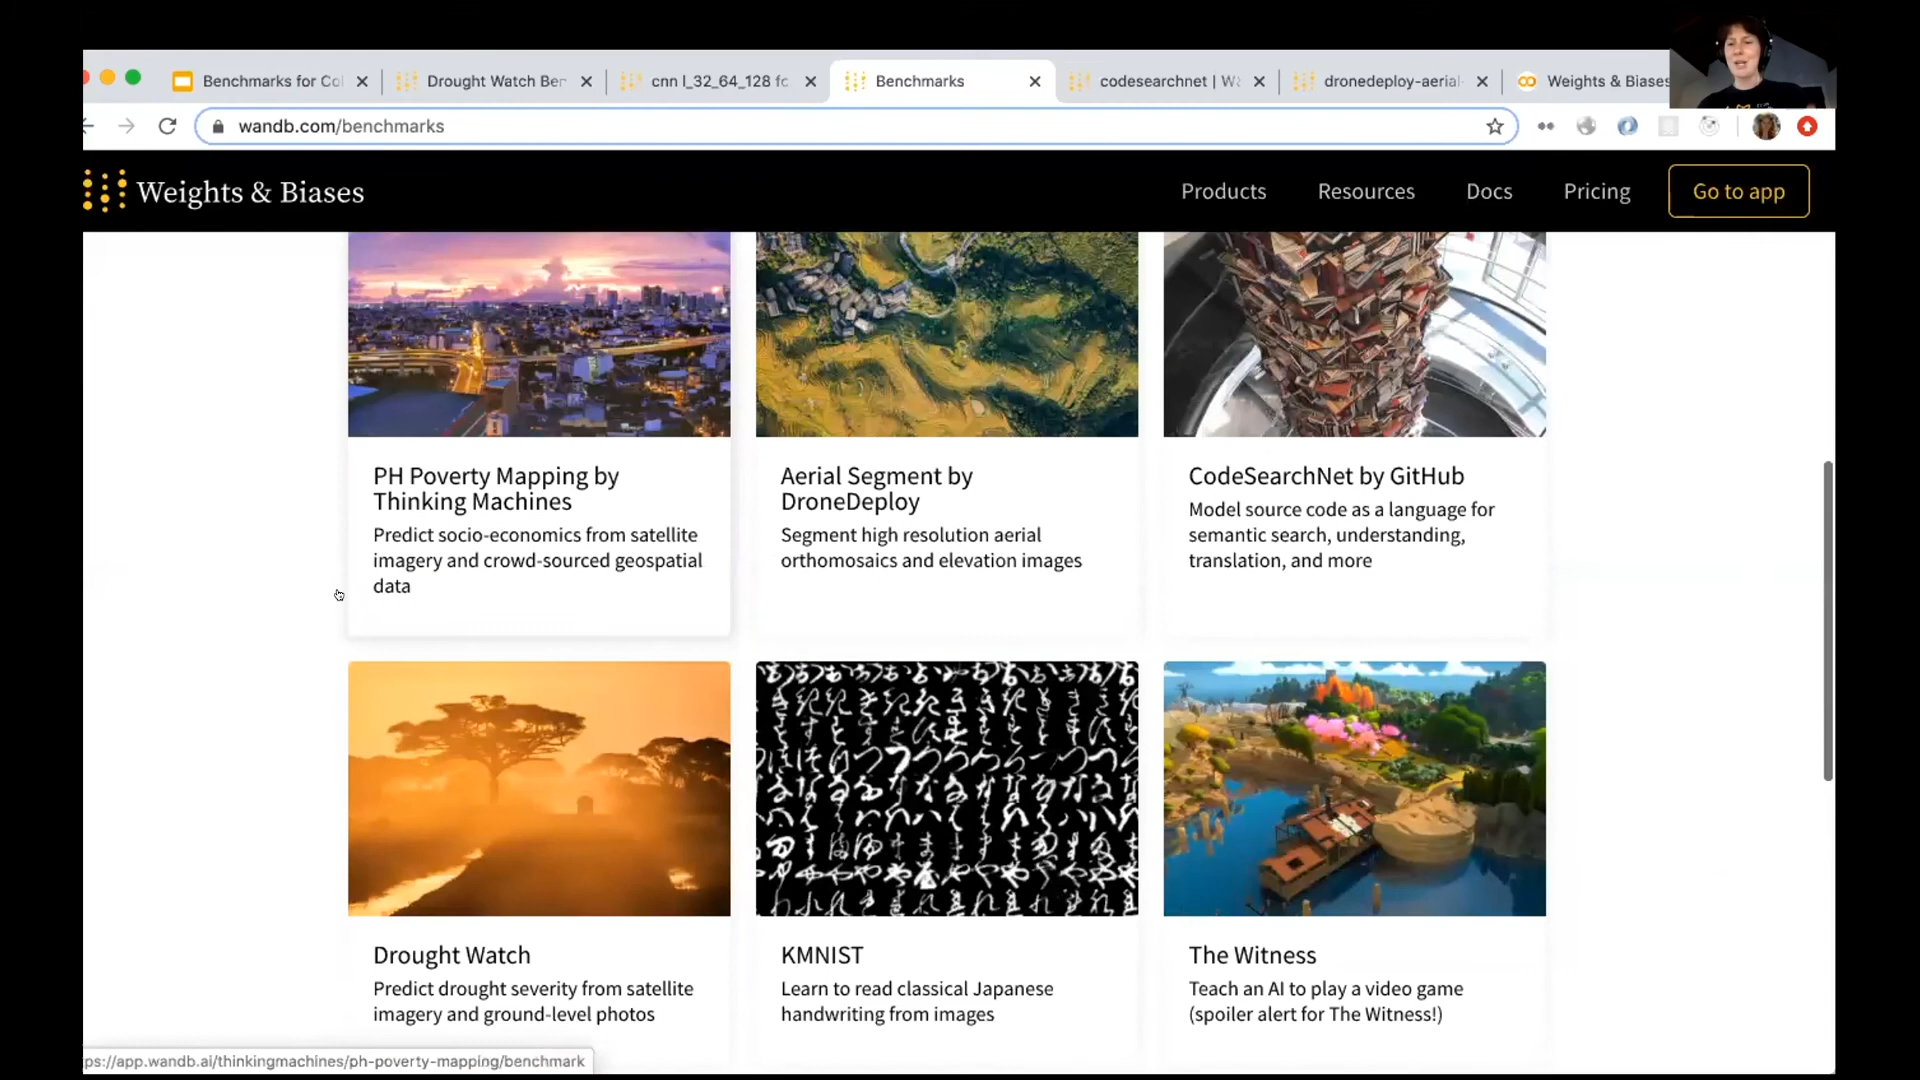 Benchmarks for Col
Drought Watch Ben
cnn l_32_64_128 fc
Benchmarks
codesearchnet | W&
dronedeploy-aerial-
Weights & Biases
wandb.com/benchmarks
Weights & Biases
Products
Resources
Docs
Pricing
Go to app
PH Poverty Mapping by
Thinking Machines
Predict socio-economics from satellite
imagery and crowd-sourced geospatial
data
Aerial Segment by
DroneDeploy
Segment high resolution aerial
orthomosaics and elevation images
CodeSearchNet by GitHub
Model source code as a language for
semantic search, understanding,
translation, and more
Drought Watch
Predict drought severity from satellite
imagery and ground-level photos
KMNIST
Learn to read classical Japanese
handwriting from images
The Witness
Teach an AI to play a video game
(spoiler alert for The Witness!)
ps://app.wandb.ai/thinkingmachines/ph-poverty-mapping/benchmark